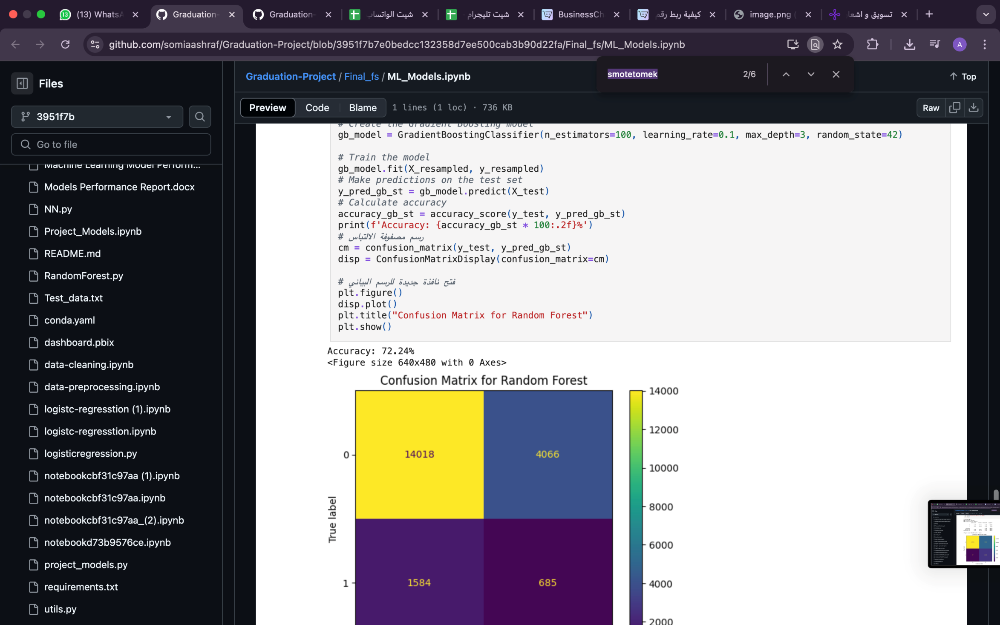 (13) WhatsA
Graduation-
Graduation-
شيت الواتساب
شيت تليجرام
BusinessCh
كيفية ربط رقم
image.png (
تسويق و اشعا
github.com/somiaashraf/Graduation-Project/blob/3951f7b7e0bedcc132358d7ee500cab3b90d22fa/Final_fs/ML_Models.ipynb
A
smotetomek
2/6
Files
3951f7b
Go to file
Machine Learning Model Perform...
Models Performance Report.docx
NN.py
Project_Models.ipynb
README.md
RandomForest.py
Test_data.txt
conda.yaml
dashboard.pbix
data-cleaning.ipynb
data-preprocessing.ipynb
logistc-regresstion (1).ipynb
logistc-regresstion.ipynb
logisticregression.py
notebookcbf31c97aa (1).ipynb
notebookcbf31c97aa.ipynb
notebookcbf31c97aa_(2).ipynb
notebookd73b9576ce.ipynb
project_models.py
requirements.txt
utils.py
Graduation-Project / Final_fs / ML_Models.ipynb
Top
Preview Code Blame 1 lines (1 loc) · 736 KB
Raw
# Create the Gradient Boosting model
gb_model = GradientBoostingClassifier(n_estimators=100, learning_rate=0.1, max_depth=3, random_state=42)
# Train the model
gb_model.fit(X_resampled, y_resampled)
# Make predictions on the test set
y_pred_gb_st = gb_model.predict(X_test)
# Calculate accuracy
accuracy_gb_st = accuracy_score(y_test, y_pred_gb_st)
print(f'Accuracy: {accuracy_gb_st * 100:.2f}%')
# رسم مصفوفة الالتباس
cm = confusion_matrix(y_test, y_pred_gb_st)
disp = ConfusionMatrixDisplay(confusion_matrix=cm)
# فتح نافذة جديدة للرسم البياني
plt.figure()
disp.plot()
plt.title("Confusion Matrix for Random Forest")
plt.show()
Accuracy: 72.24%
<Figure size 640x480 with 0 Axes>
Confusion Matrix for Random Forest
14000
12000
10000
8000
6000
4000
2000
0
14018
4066
True label
1
1584
685